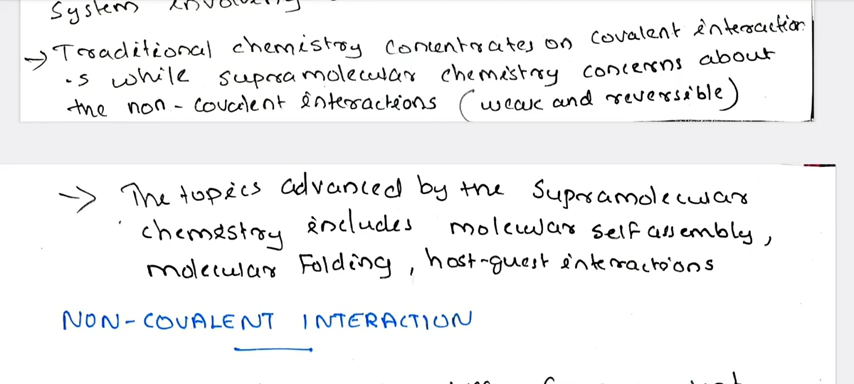 System involving
→ Traditional chemistry concentrates on covalent interaction
.s while supramolecular chemistry concerns about
the non-covalent interactions (weak and reversible)
→ The topics advanced by the Supramolecular
chemistry includes molecular self assembly,
molecular Folding, host-guest interactions
NON-COVALENT INTERACTION